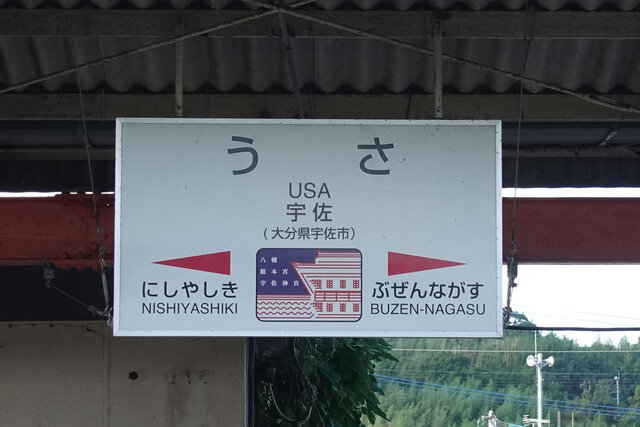 うさ
USA
宇佐
(大分県宇佐市)
八幡
総本宮
宇佐神宮
にしやしき
NISHIYASHIKI
ぶぜんながす
BUZEN-NAGASU